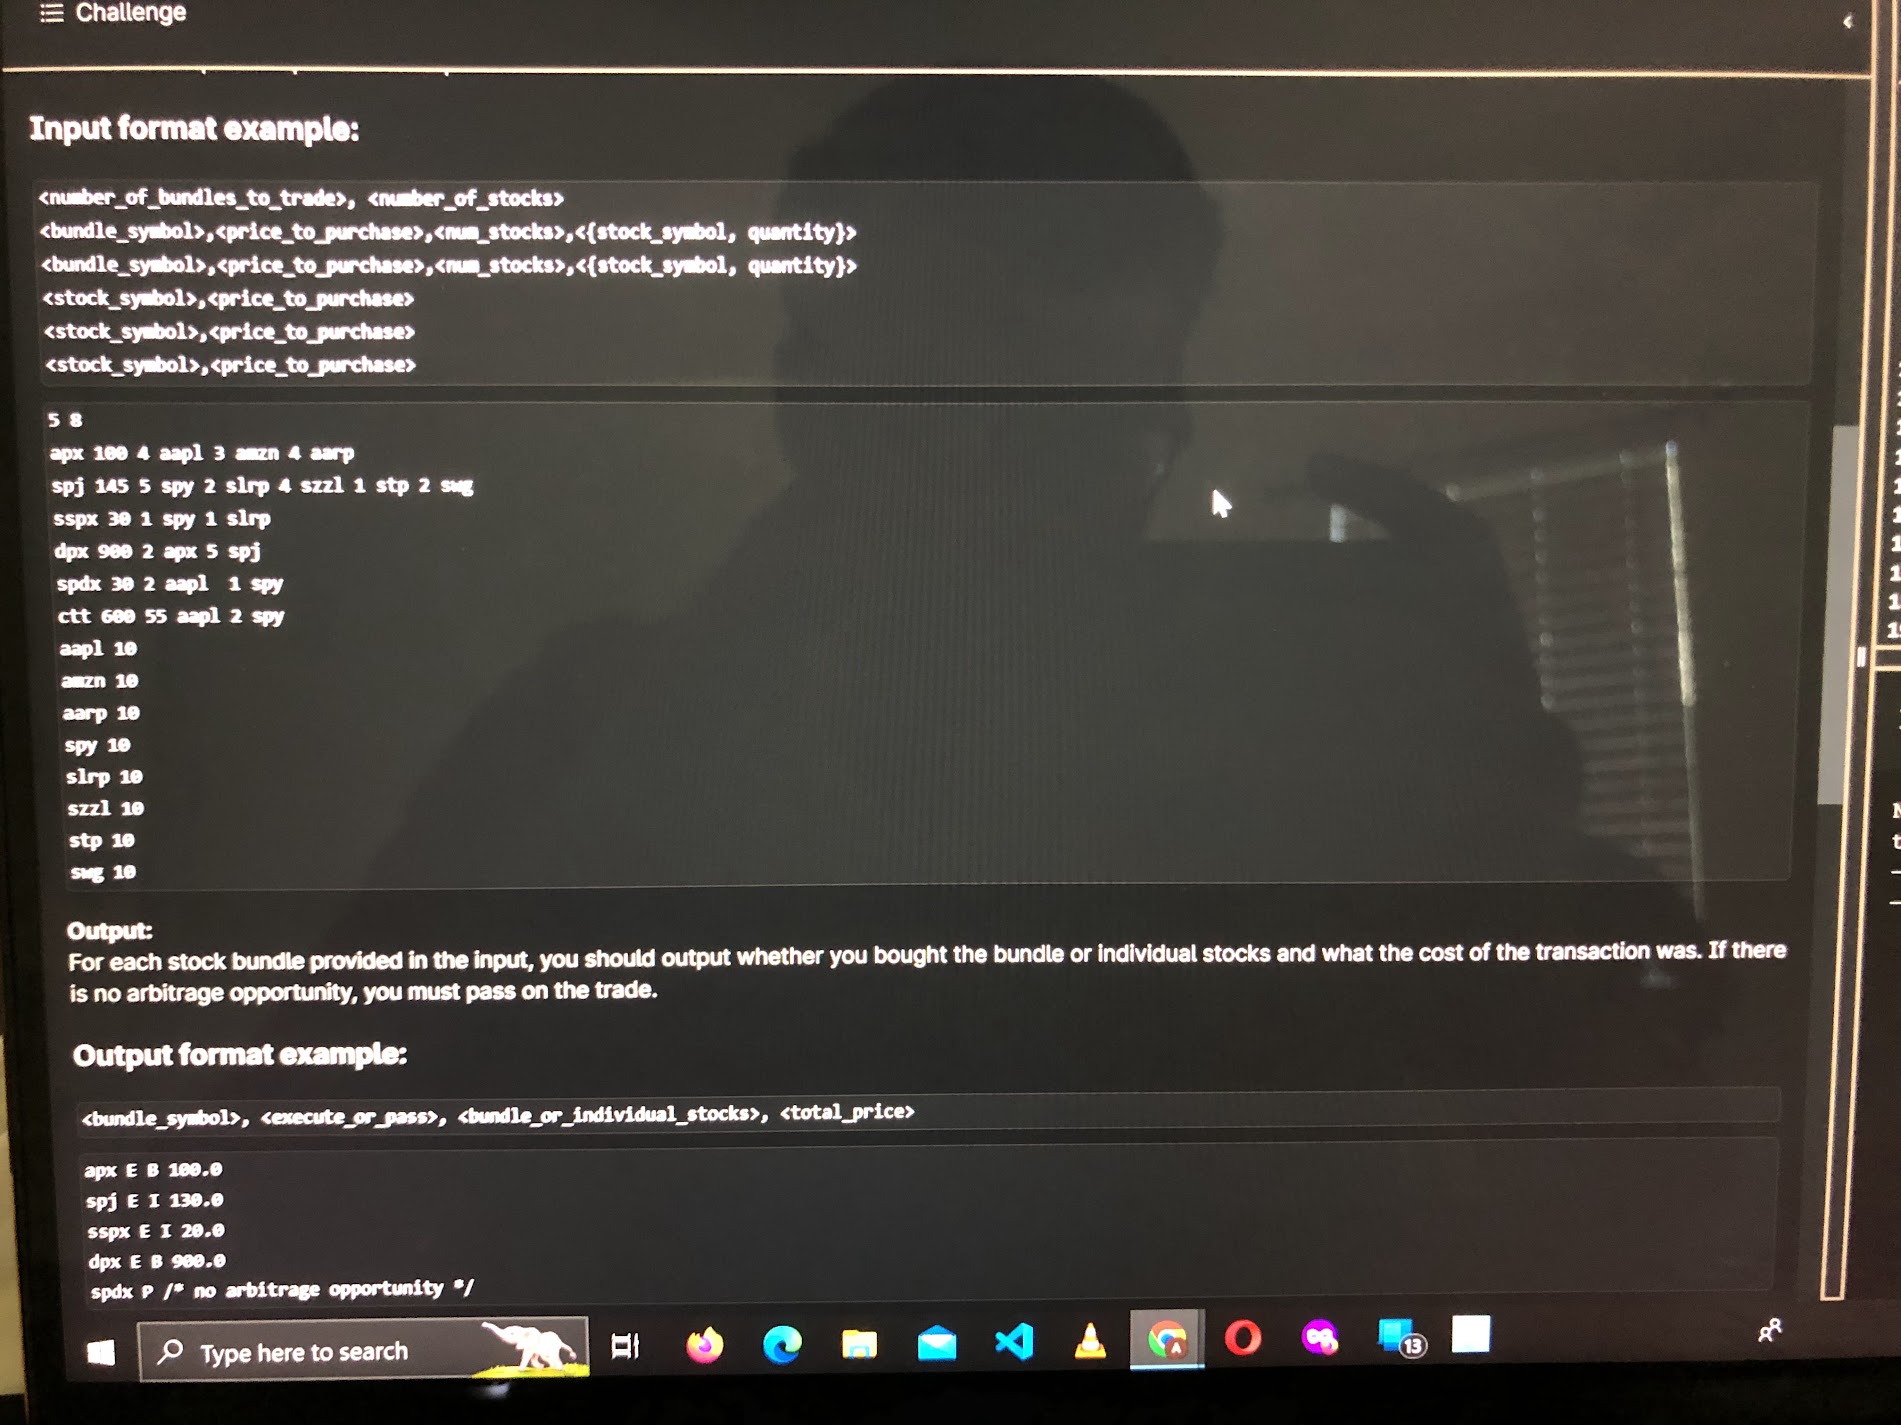 Challenge
Input format example:
<number_of_bundles_to_trade>, <number_of_stocks>
<bundle_symbol>,<price_to_purchase>,<num_stocks>,<{stock_symbol, quantity}>
<bundle_symbol>,<price_to_purchase>,<num_stocks>,<{stock_symbol, quantity}>
<stock_symbol>,<price_to_purchase>
<stock_symbol>,<price_to_purchase>
<stock_symbol>,<price_to_purchase>
5 8
apx 100 4 aapl 3 amzn 4 aarp
spj 145 5 spy 2 slrp 4 szzl 1 stp 2 swg
sspx 30 1 spy 1 slrp
dpx 900 2 apx 5 spj
spdx 30 2 aapl  1 spy
ctt 600 55 aapl 2 spy
aapl 10
amzn 10
aarp 10
spy 10
slrp 10
szzl 10
stp 10
swg 10
Output:
For each stock bundle provided in the input, you should output whether you bought the bundle or individual stocks and what the cost of the transaction was. If there
is no arbitrage opportunity, you must pass on the trade.
Output format example:
<bundle_symbol>, <execute_or_pass>, <bundle_or_individual_stocks>, <total_price>
apx E B 100.0
spj E I 130.0
sspx E I 20.0
dpx E B 900.0
spdx P /* no arbitrage opportunity */
Type here to search
13